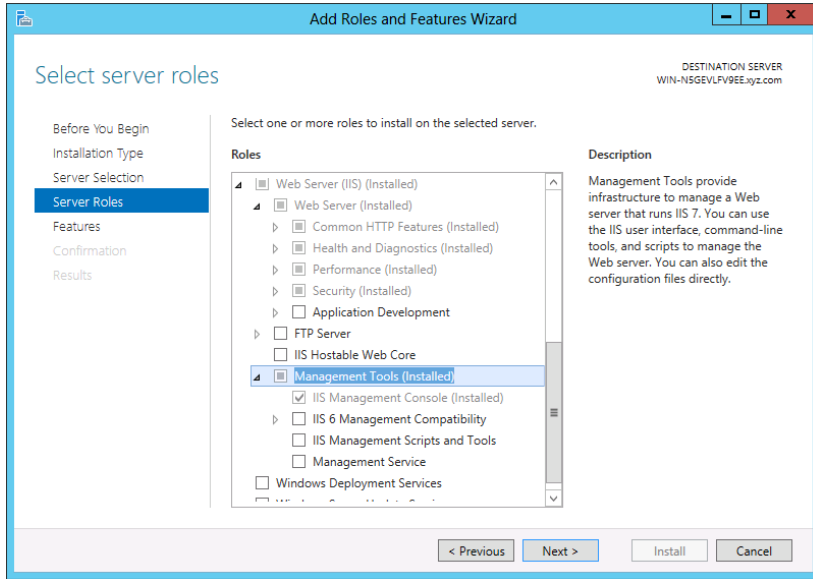 Add Roles and Features Wizard
Select server roles
DESTINATION SERVER
WIN-N5GEVLFV9EE.xyz.com
Before You Begin
Installation Type
Server Selection
Server Roles
Features
Confirmation
Results
Select one or more roles to install on the selected server.
Roles
Web Server (IIS) (Installed)
Web Server (Installed)
Common HTTP Features (Installed)
Health and Diagnostics (Installed)
Performance (Installed)
Security (Installed)
Application Development
FTP Server
IIS Hostable Web Core
Management Tools (Installed)
IIS Management Console (Installed)
IIS 6 Management Compatibility
IIS Management Scripts and Tools
Management Service
Windows Deployment Services
Description
Management Tools provide
infrastructure to manage a Web
server that runs IIS 7. You can use
the IIS user interface, command-line
tools, and scripts to manage the
Web server. You can also edit the
configuration files directly.
< Previous
Next >
Install
Cancel